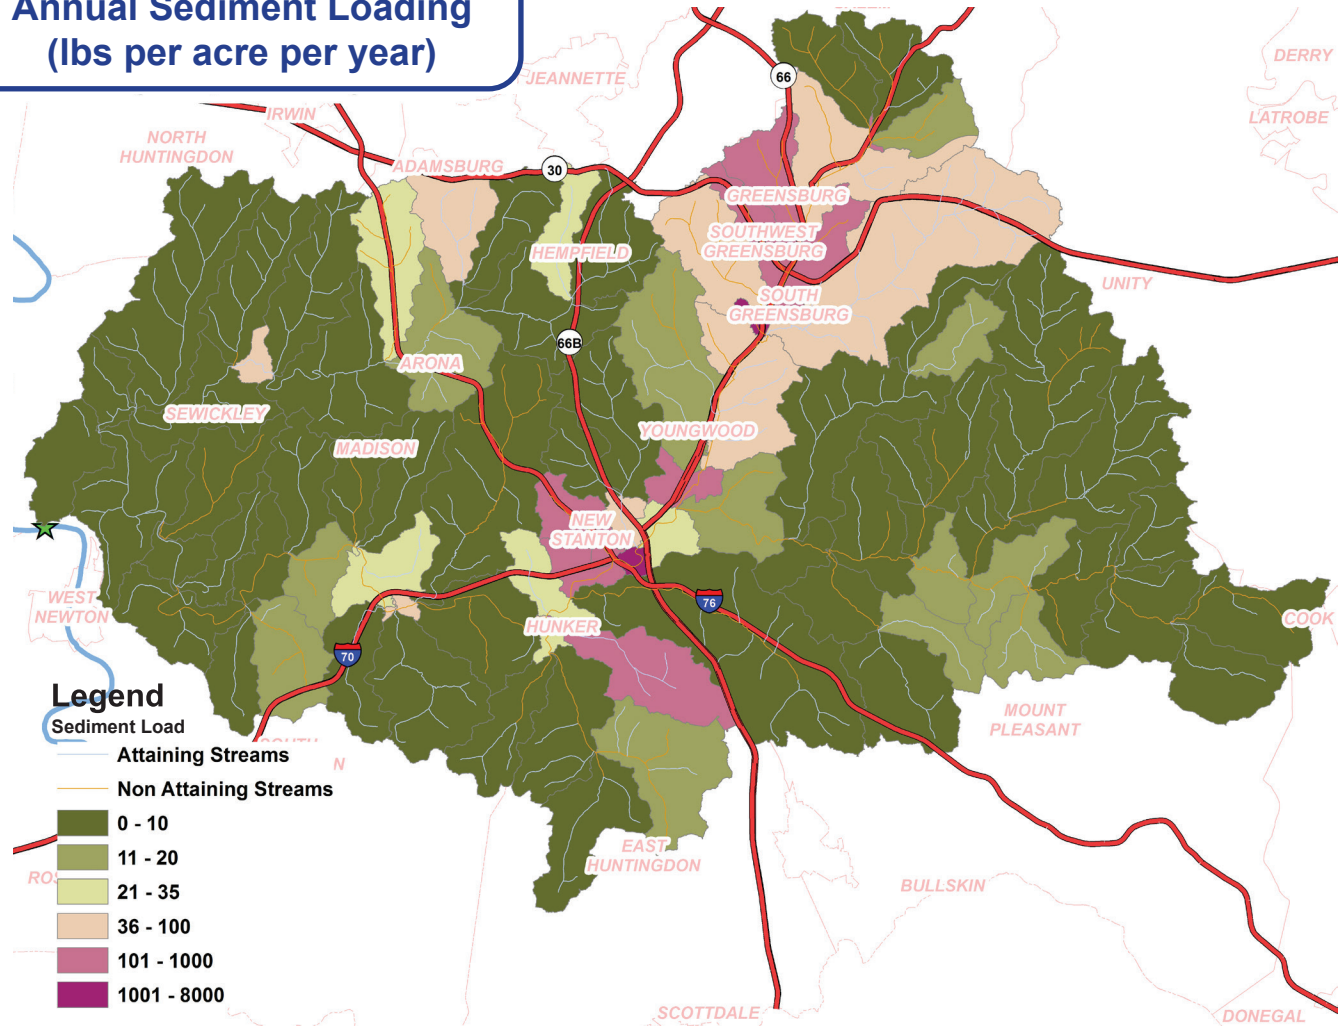 Annual Sediment Loading
(lbs per acre per year)
JEANNETTE
66
DERRY
LATROBE
IRWIN
NORTH
HUNTINGDON
ADAMSBURG
30
GREENSBURG
SOUTHWEST
GREENSBURG
HEMPFIELD
UNITY
SOUTH
GREENSBURG
66B
ARONA
SEWICKLEY
MADISON
YOUNGWOOD
NEW
STANTON
WEST
NEWTON
76
COOK
HUNKER
70
MOUNT
PLEASANT
Legend
Sediment Load
Attaining Streams
N
Non Attaining Streams
0 - 10
11 - 20
21 - 35
36 - 100
101 - 1000
1001 - 8000
EAST
HUNTINGDON
BULLSKIN
SCOTTDALE
DONEGAL